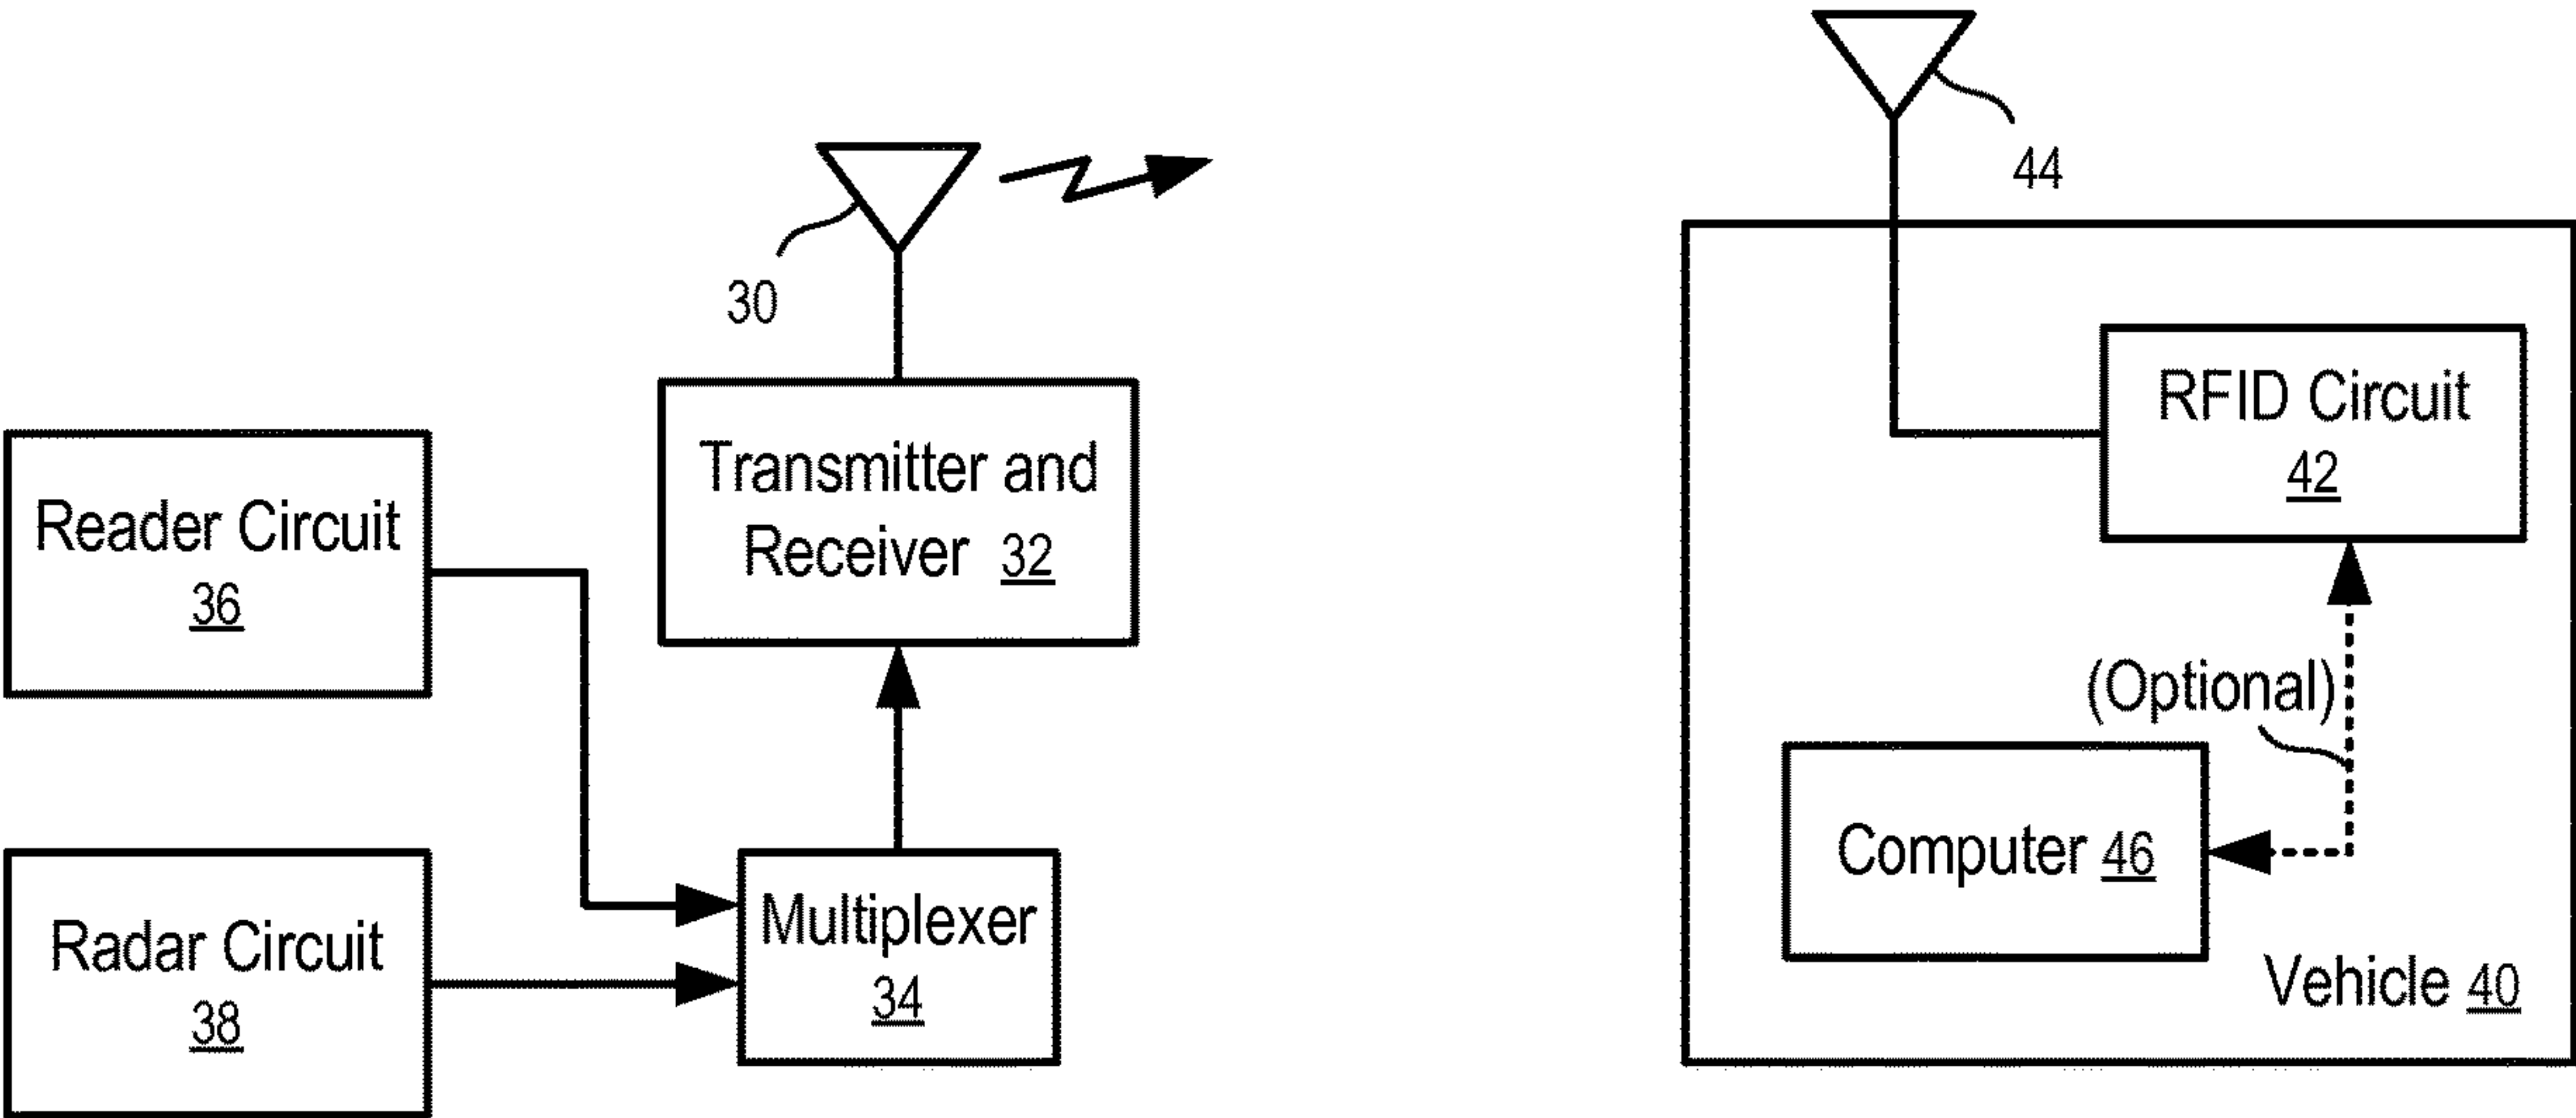 30
Transmitter and
Receiver 32
Reader Circuit
36
Radar Circuit
38
Multiplexer
34
44
RFID Circuit
42
(Optional)
Computer 46
Vehicle 40